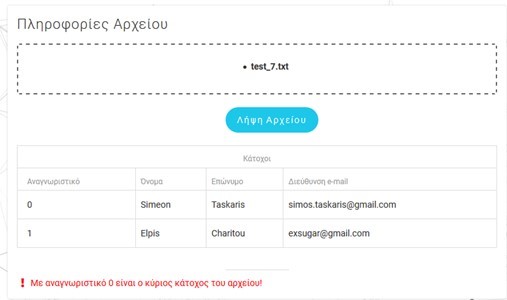 Πληροφορίες Αρχείου
• test_7.txt
Λήψη Αρχείου
Κάτοχοι
Αναγνωριστικό Όνομα Επώνυμο Διεύθυνση e-mail
0 Simeon Taskaris simos.taskaris@gmail.com
1 Elpis Charitou exsugar@gmail.com
! Με αναγνωριστικό 0 είναι ο κύριος κάτοχος του αρχείου!